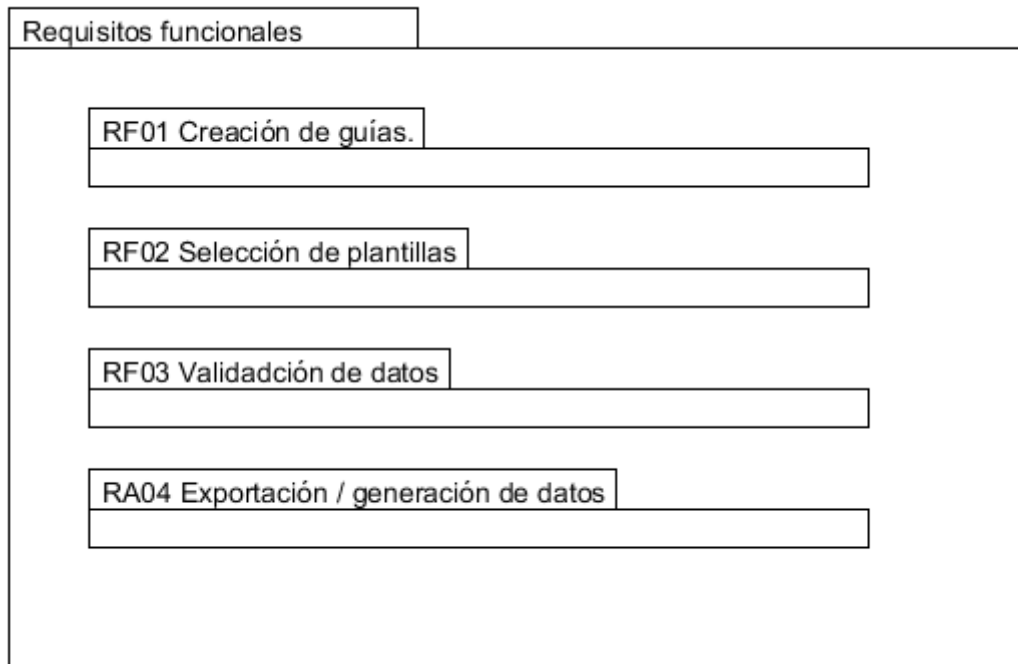 Requisitos funcionales
RF01 Creación de guías.
RF02 Selección de plantillas
RF03 Validadción de datos
RA04 Exportación / generación de datos